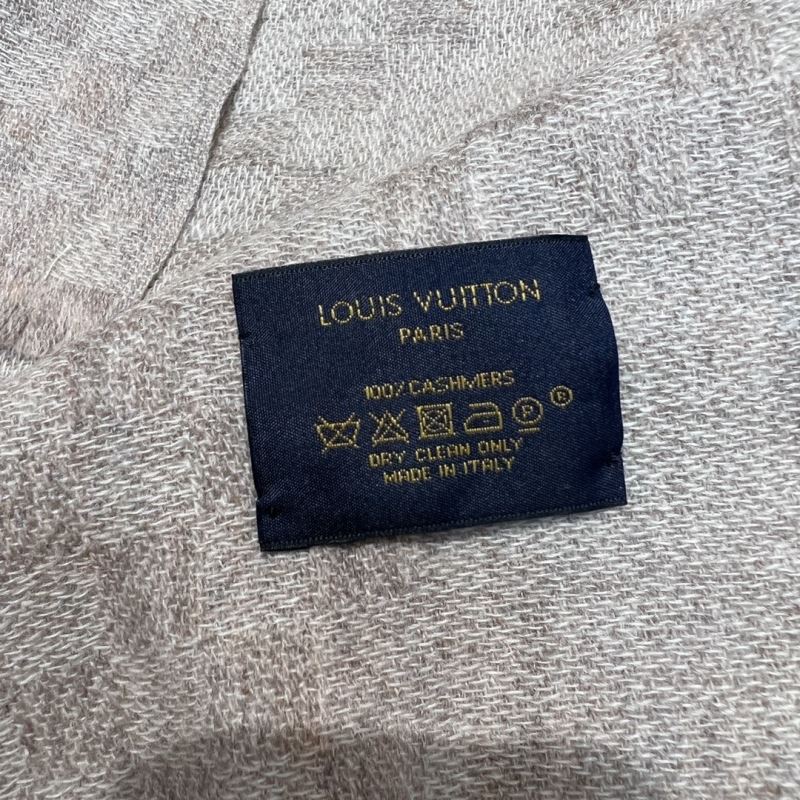 LOUIS VUITTON
PARIS
100% CASHMERS
P ®
DRY CLEAN ONLY
MADE IN ITALY